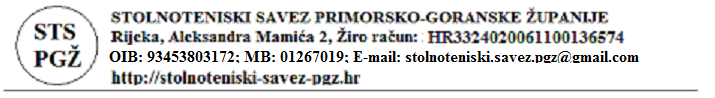 STS
PGŽ
STOLNOTENISKI SAVEZ PRIMORSKO-GORANSKE ŽUPANIJE
Rijeka, Aleksandra Mamića 2, Žiro račun: HR3324020061100136574
OIB: 93453803172; MB: 01267019; E-mail: stolnoteniski.savez.pgz@gmail.com
http://stolnoteniski-savez-pgz.hr